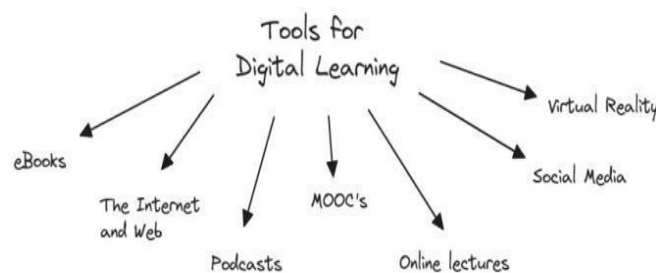 Tools for
Digital Learning
eBooks
The Internet
and Web
Podcasts
MOOC's
Online lectures
Social Media
Virtual Reality